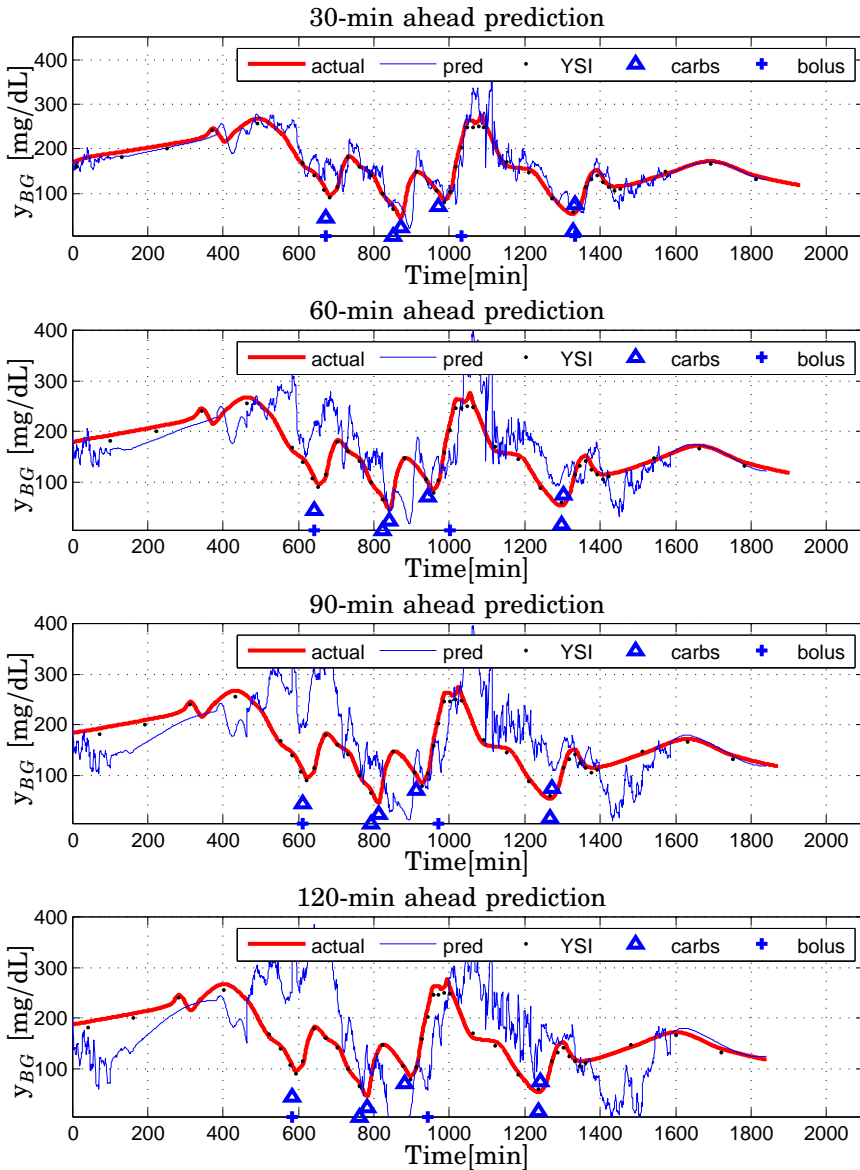 30-min ahead prediction
y_BG [mg/dL]
400
300
200
100
actual pred YSI carbs bolus
0 200 400 600 800 1000 1200 1400 1600 1800 2000
Time[min]
60-min ahead prediction
y_BG [mg/dL]
400
300
200
100
actual pred YSI carbs bolus
0 200 400 600 800 1000 1200 1400 1600 1800 2000
Time[min]
90-min ahead prediction
y_BG [mg/dL]
400
300
200
100
actual pred YSI carbs bolus
0 200 400 600 800 1000 1200 1400 1600 1800 2000
Time[min]
120-min ahead prediction
y_BG [mg/dL]
400
300
200
100
actual pred YSI carbs bolus
0 200 400 600 800 1000 1200 1400 1600 1800 2000
Time[min]